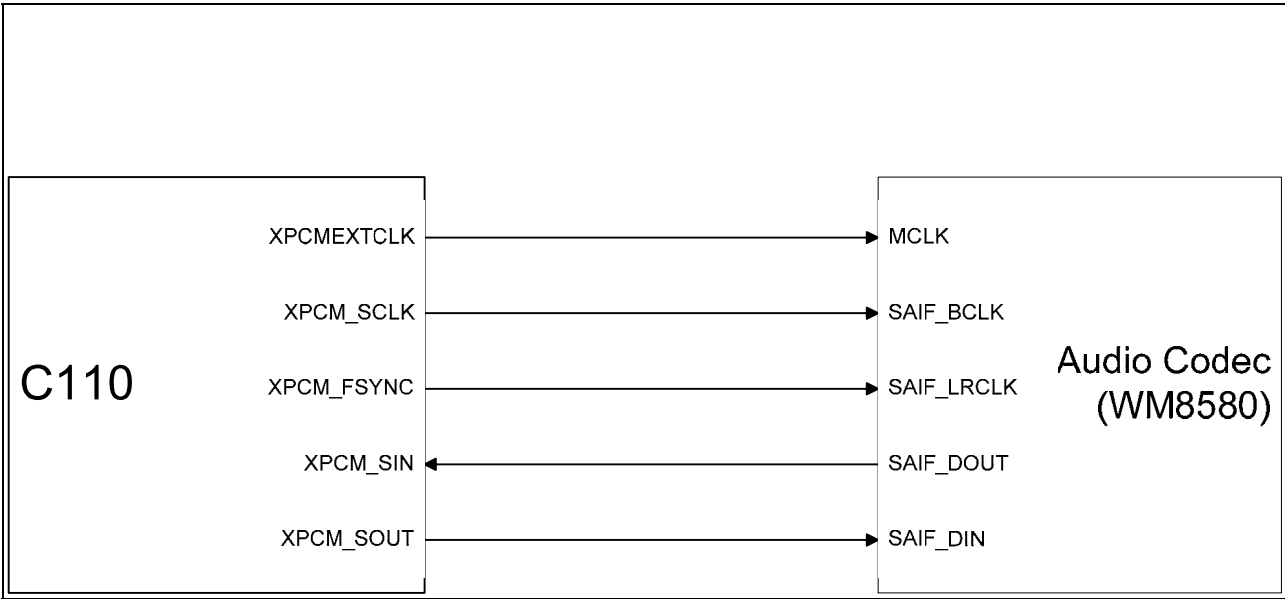 C110
XPCMEXTCLK
XPCM_SCLK
XPCM_FSYNC
XPCM_SIN
XPCM_SOUT
MCLK
SAIF_BCLK
SAIF_LRCLK
SAIF_DOUT
SAIF_DIN
Audio Codec
(WM8580)